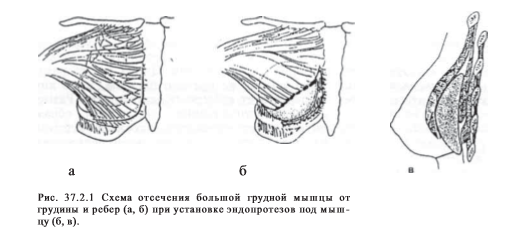 а
б
в
Рис. 37.2.1 Схема отсечения большой грудной мышцы от
грудины и ребер (а, б) при установке эндопротезов под мыш-
цу (б, в).